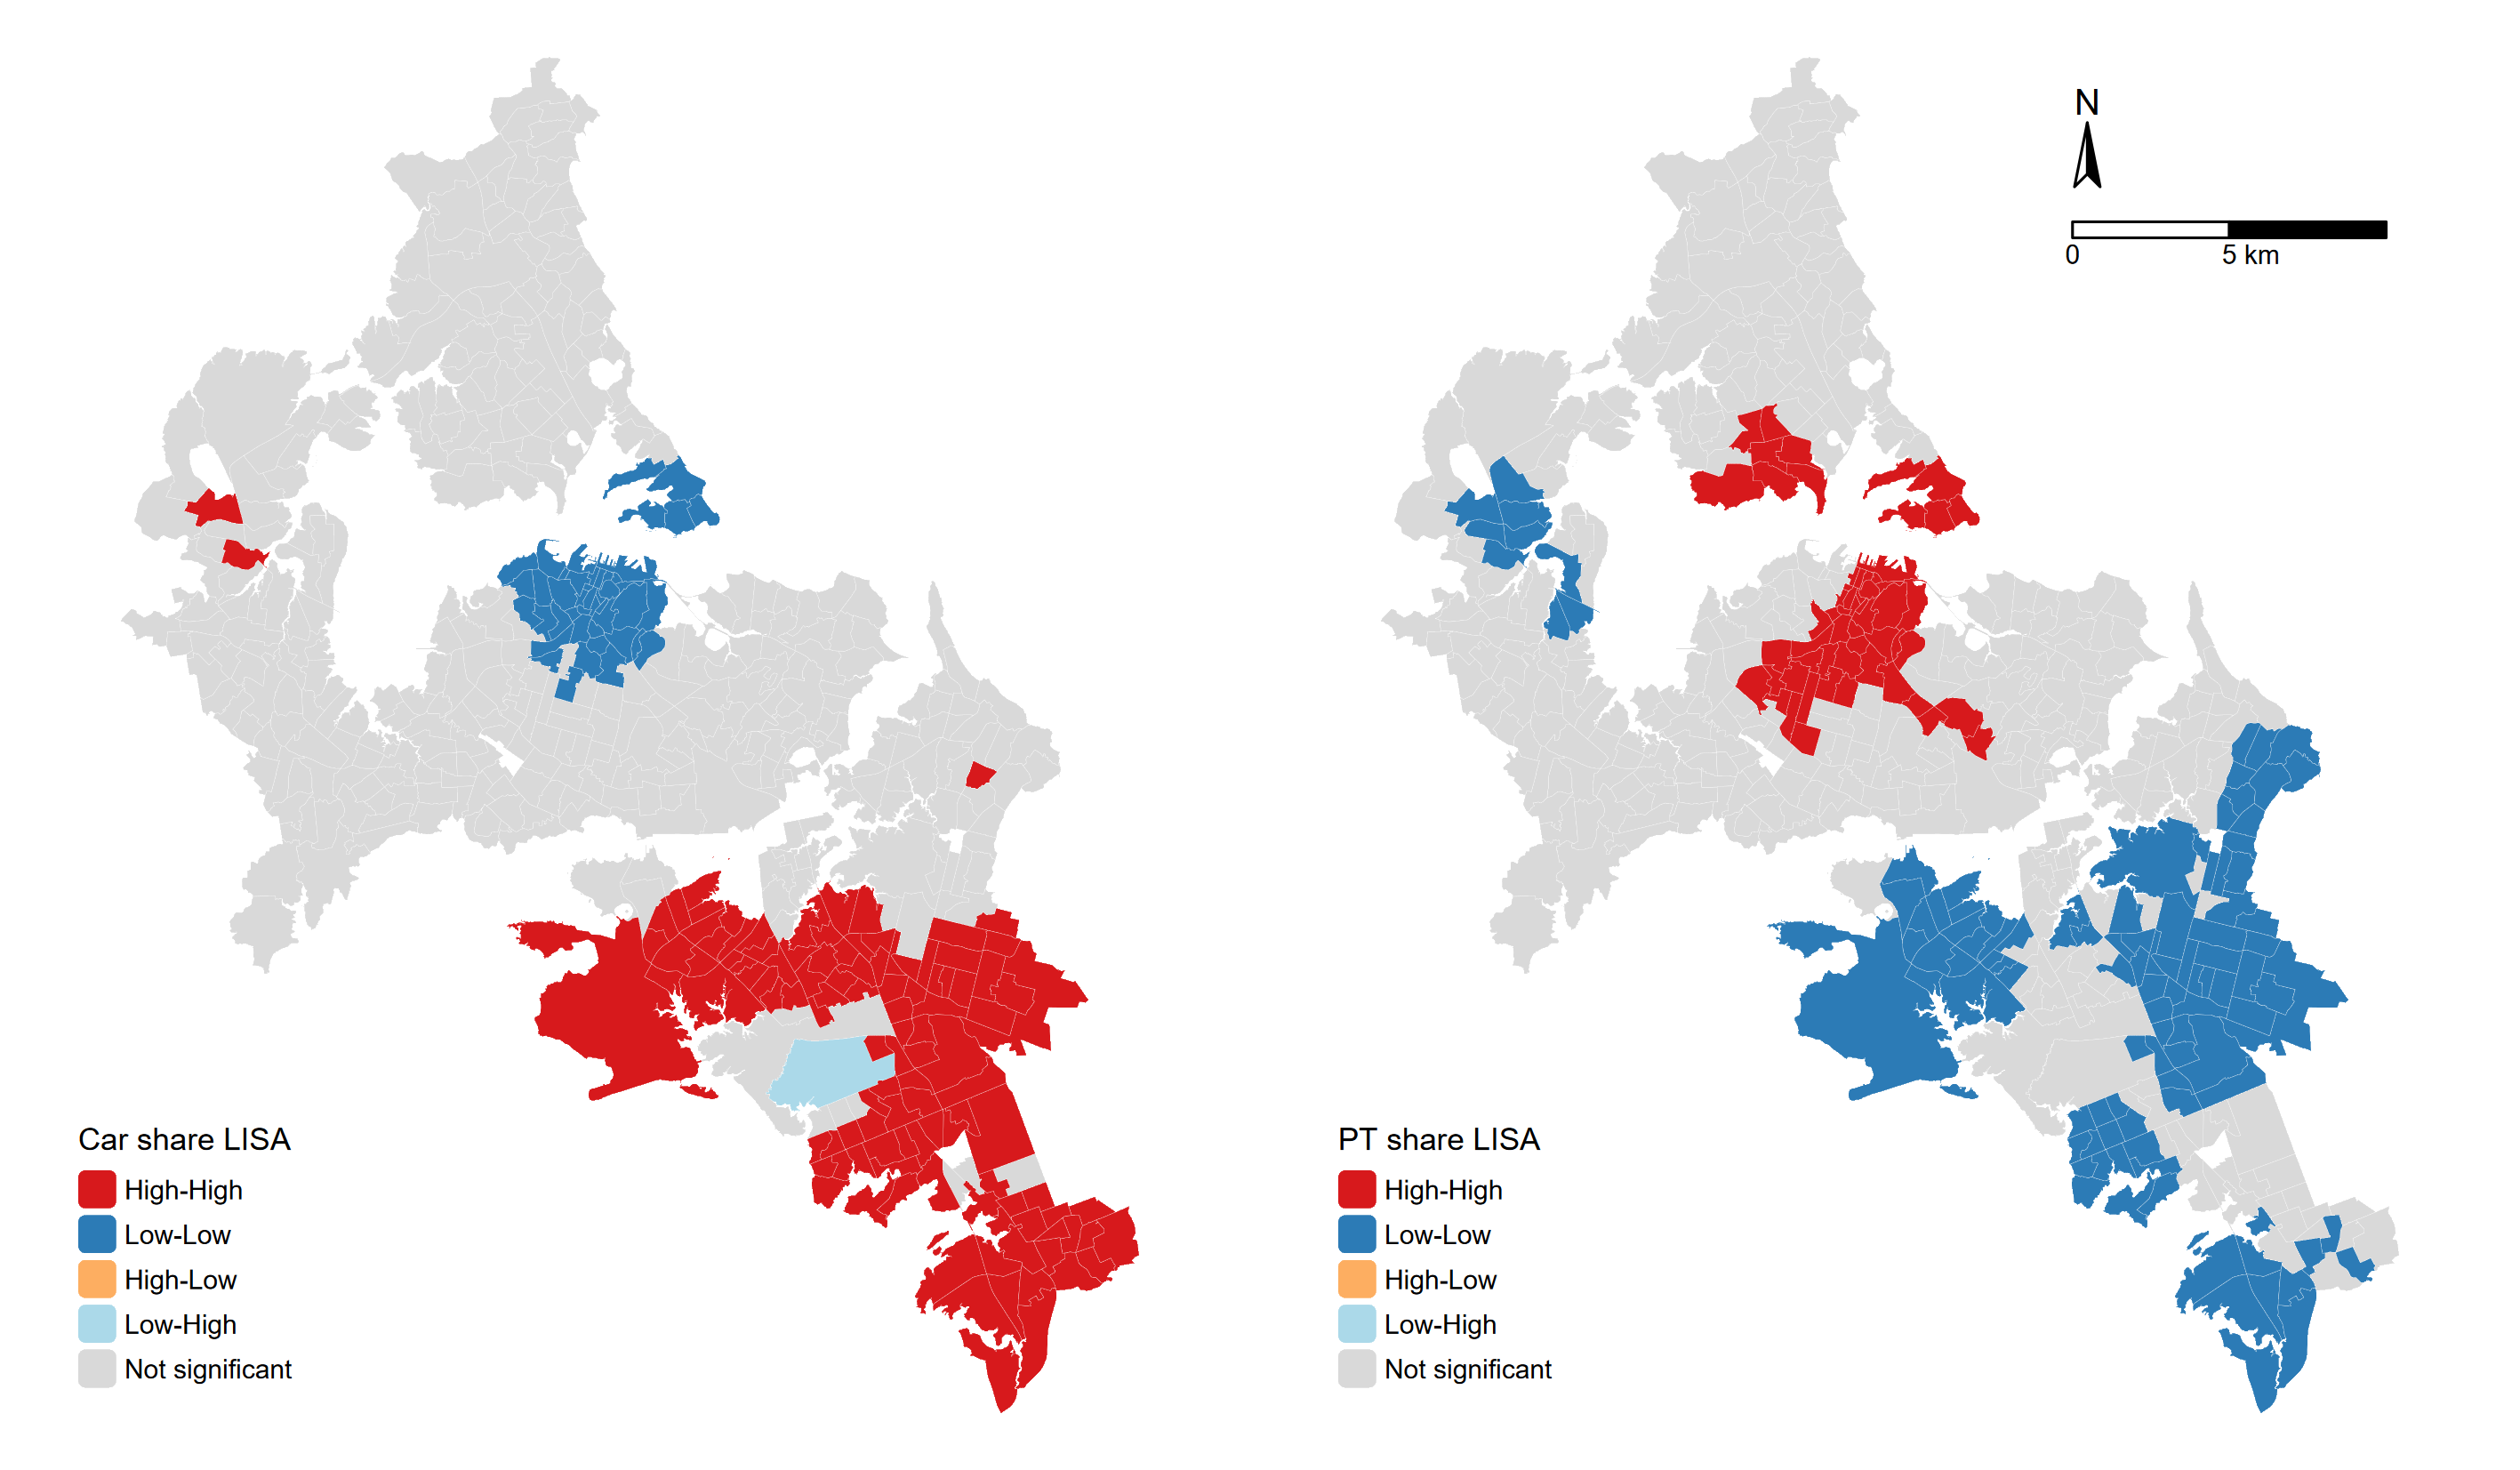 N
0 5 km
Car share LISA
High-High
Low-Low
High-Low
Low-High
Not significant
PT share LISA
High-High
Low-Low
High-Low
Low-High
Not significant